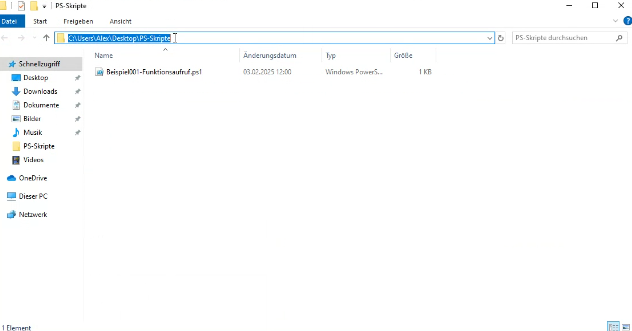 PS-Skripte
Datei Start Freigeben Ansicht
C:\Users\Alex\Desktop\PS-Skripte
PS-Skripte durchsuchen
Name Änderungsdatum Typ Größe
Beispiel001-Funktionsaufruf.ps1 03.02.2025 12:00 Windows PowerS... 1 KB
Schnellzugriff
Desktop
Downloads
Dokumente
Bilder
Musik
PS-Skripte
Videos
OneDrive
Dieser PC
Netzwerk
1 Element